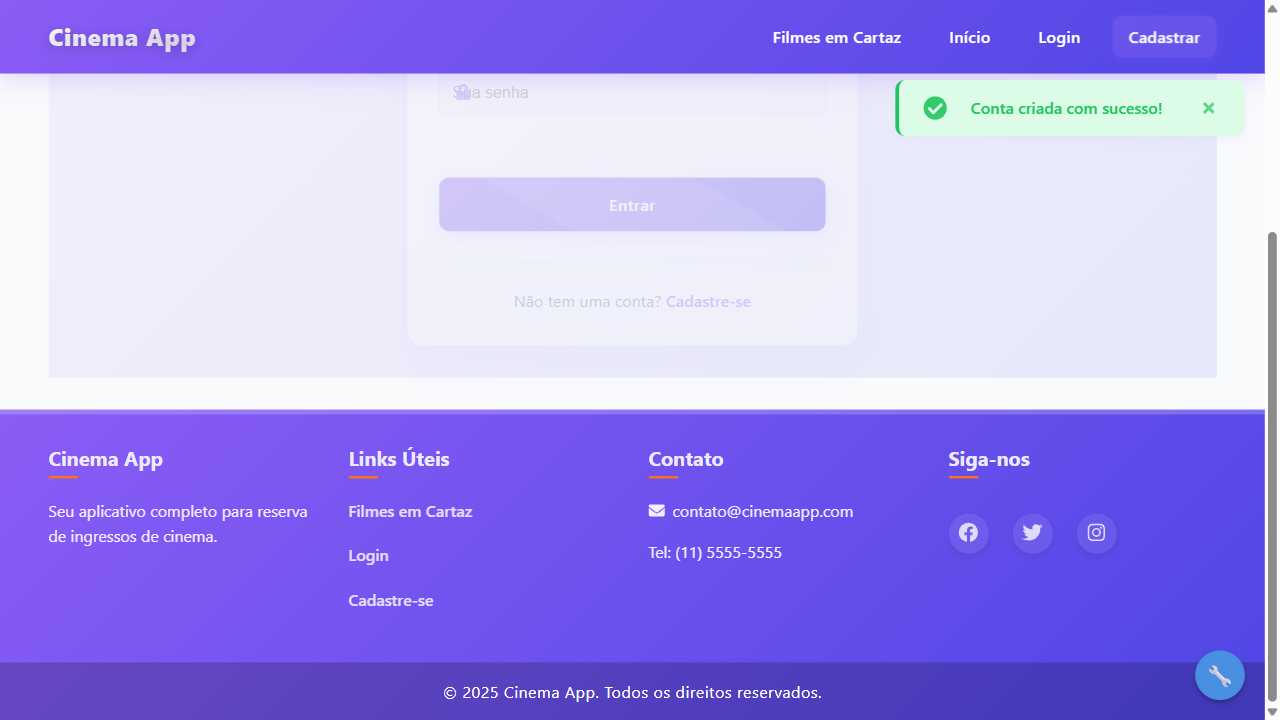 Cinema App
Filmes em Cartaz
Início
Login
Cadastrar
Sua senha
Conta criada com sucesso!
Entrar
Não tem uma conta? Cadastre-se
Cinema App
Seu aplicativo completo para reserva
de ingressos de cinema.
Links Úteis
Filmes em Cartaz
Login
Cadastre-se
Contato
contato@cinemaapp.com
Tel: (11) 5555-5555
Siga-nos
© 2025 Cinema App. Todos os direitos reservados.